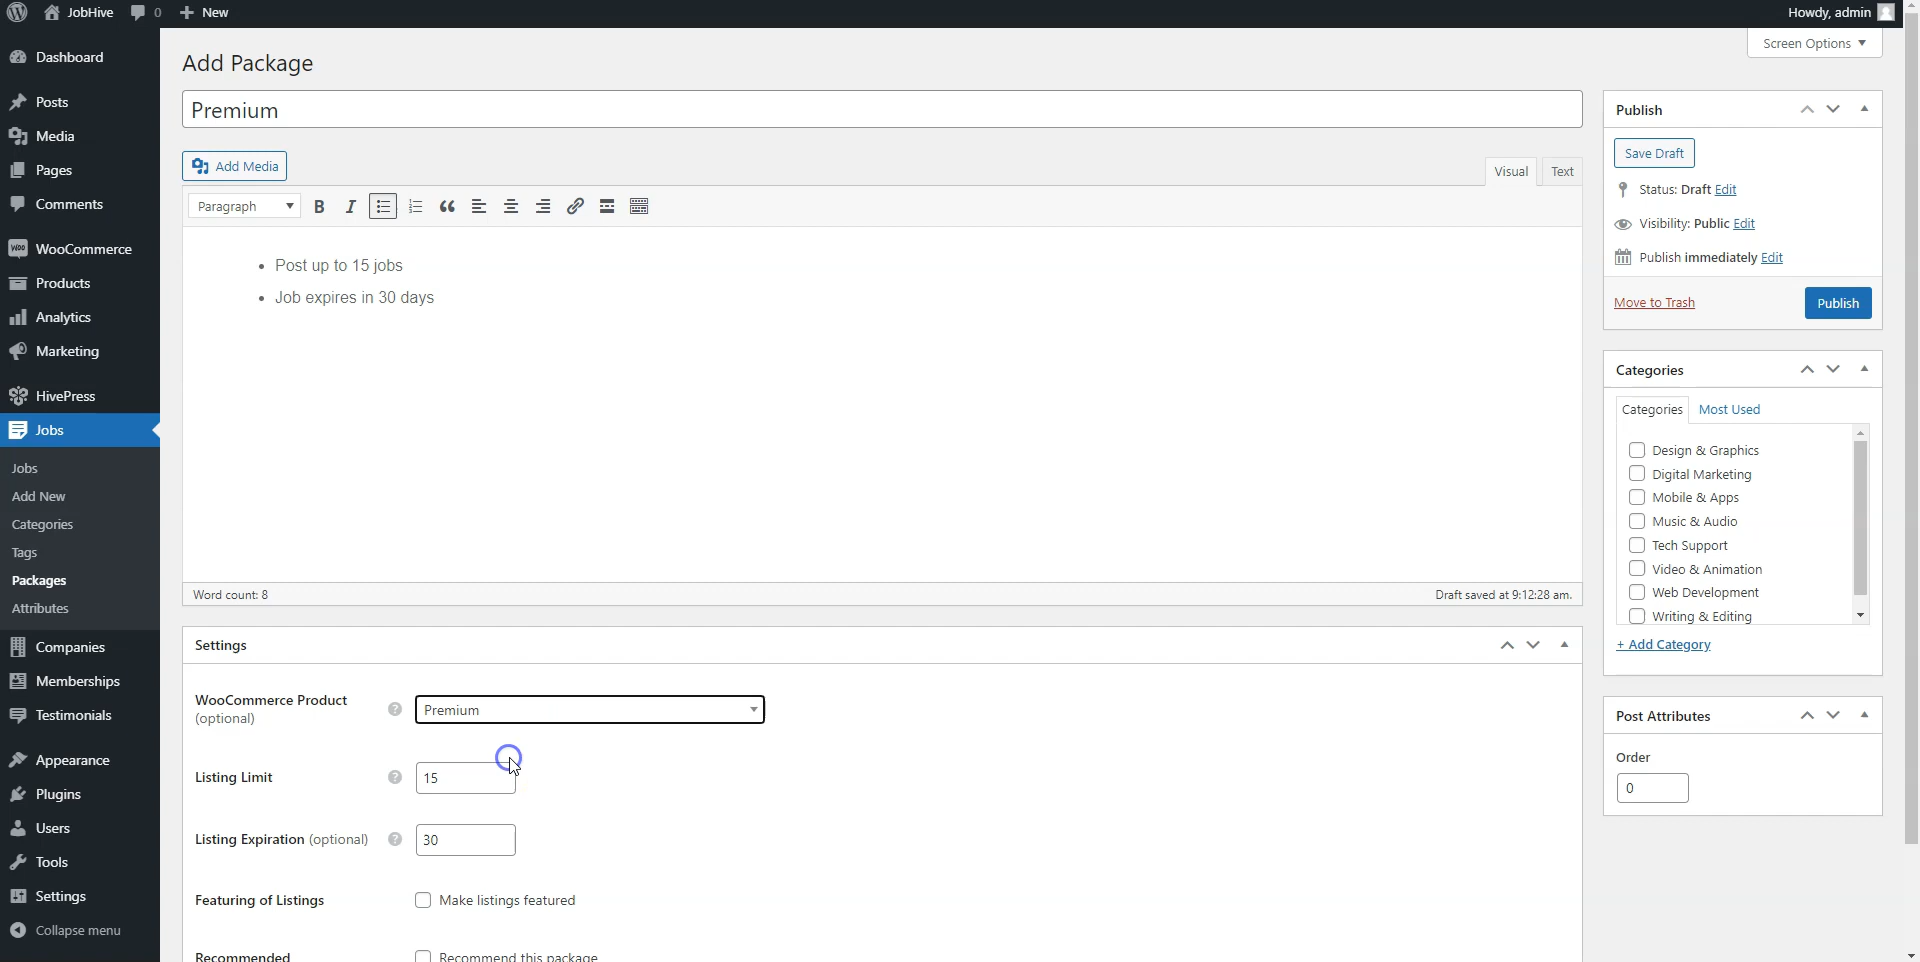 JobHive 0 New Howdy, admin
Screen Options
Dashboard
Posts
Media
Pages
Comments
WooCommerce
Products
Analytics
Marketing
HivePress
Jobs
Jobs
Add New
Categories
Tags
Packages
Attributes
Companies
Memberships
Testimonials
Appearance
Plugins
Users
Tools
Settings
Collapse menu
Add Package
Premium
Add Media
Visual Text
Paragraph
• Post up to 15 jobs
• Job expires in 30 days
Word count: 8 Draft saved at 9:12:28 am.
Settings
WooCommerce Product
(optional)
Premium
Listing Limit 15
Listing Expiration (optional) 30
Featuring of Listings Make listings featured
Recommended Recommend this package
Publish
Save Draft
Status: Draft Edit
Visibility: Public Edit
Publish immediately Edit
Move to Trash Publish
Categories
Categories Most Used
Design & Graphics
Digital Marketing
Mobile & Apps
Music & Audio
Tech Support
Video & Animation
Web Development
Writing & Editing
+ Add Category
Post Attributes
Order
0